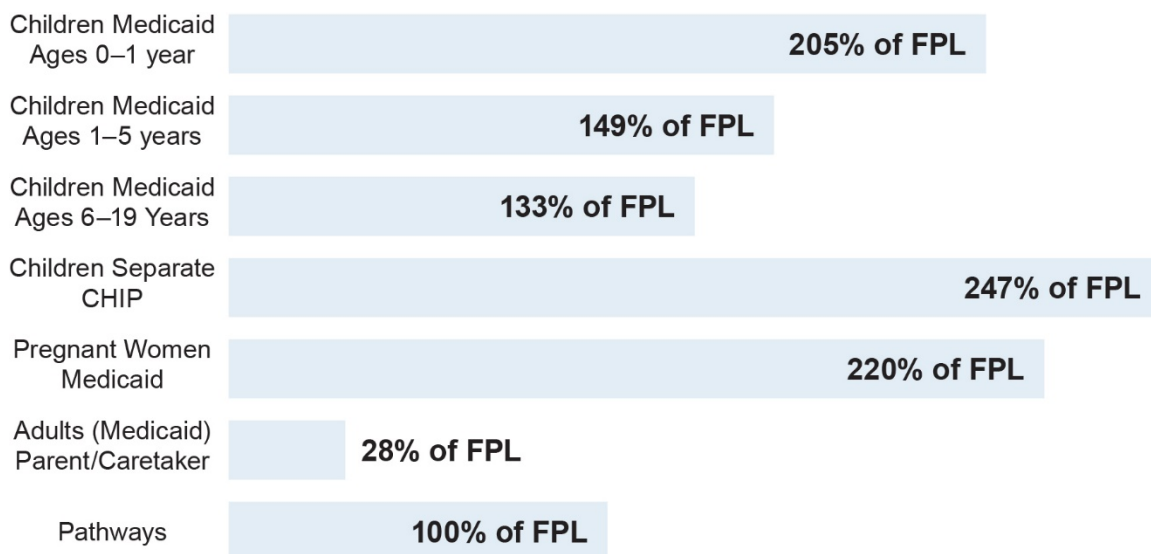 Children Medicaid
Ages 0–1 year
205% of FPL
Children Medicaid
Ages 1–5 years
149% of FPL
Children Medicaid
Ages 6–19 Years
133% of FPL
Children Separate
CHIP
247% of FPL
Pregnant Women
Medicaid
220% of FPL
Adults (Medicaid)
Parent/Caretaker
28% of FPL
Pathways
100% of FPL